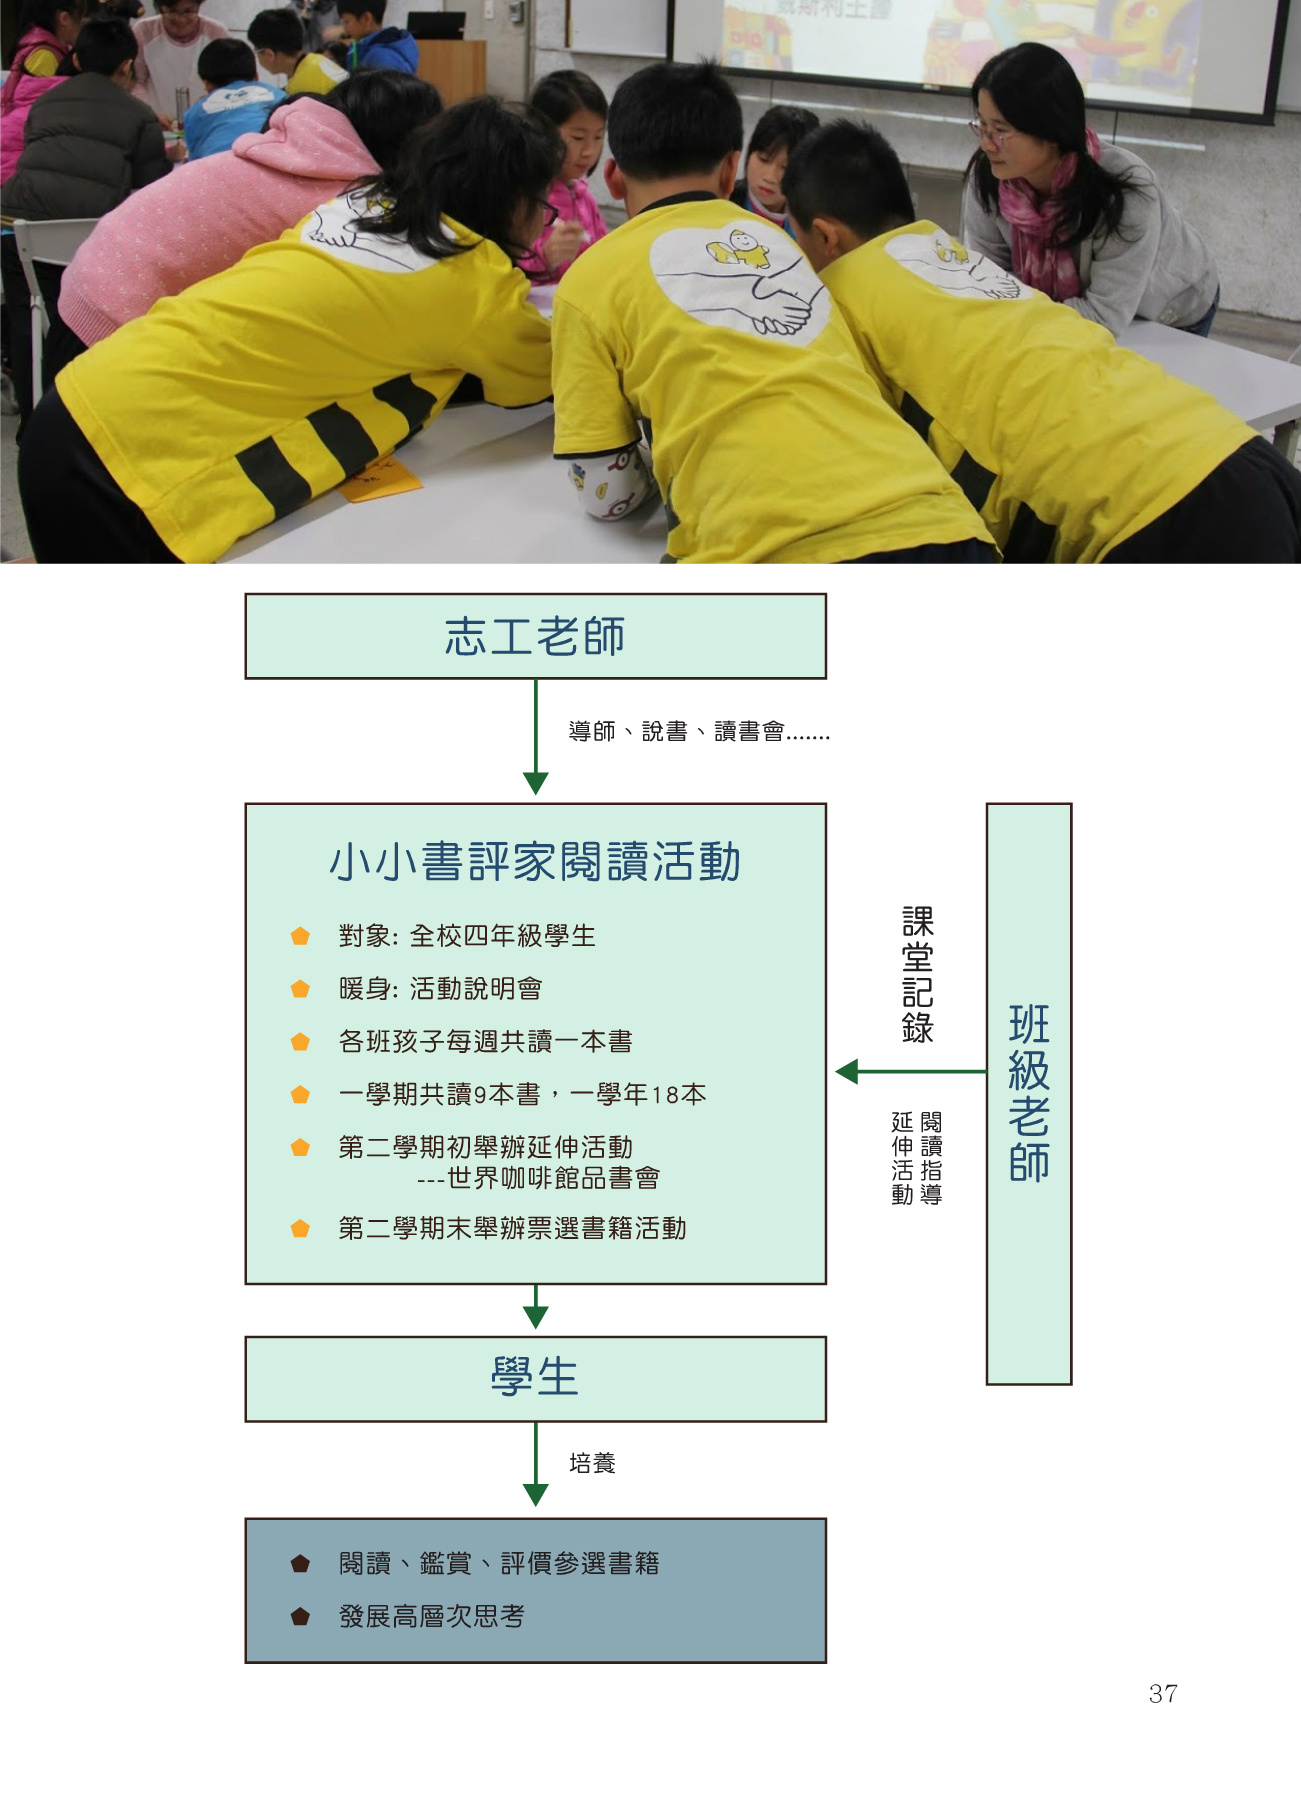 志工老師
導師、說書、讀書會.......
小小書評家閱讀活動
對象: 全校四年級學生
暖身: 活動說明會
各班孩子每週共讀一本書
一學期共讀9本書，一學年18本
第二學期初舉辦延伸活動
---世界咖啡館品書會
第二學期末舉辦票選書籍活動
課堂記錄
閱讀指導
延伸活動
班級老師
學生
培養
閱讀、鑑賞、評價參選書籍
發展高層次思考
37